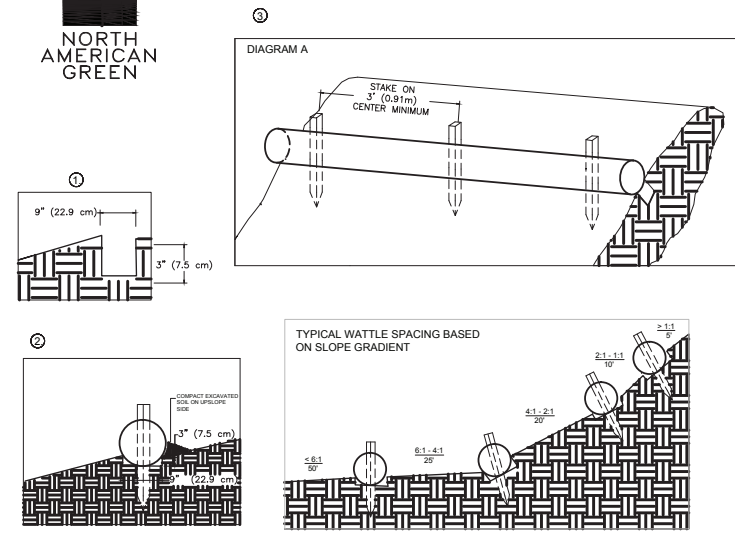 NORTH
AMERICAN
GREEN
1
9" (22.9 cm)
3" (7.5 cm)
2
COMPACT EXCAVATED
SOIL ON UPSLOPE
SIDE
3" (7.5 cm)
9" (22.9 cm)
3
DIAGRAM A
STAKE ON
3' (0.91m)
CENTER MINIMUM
TYPICAL WATTLE SPACING BASED
ON SLOPE GRADIENT
< 6:1
50'
6:1 - 4:1
25'
4:1 - 2:1
20'
2:1 - 1:1
10'
> 1:1
5'